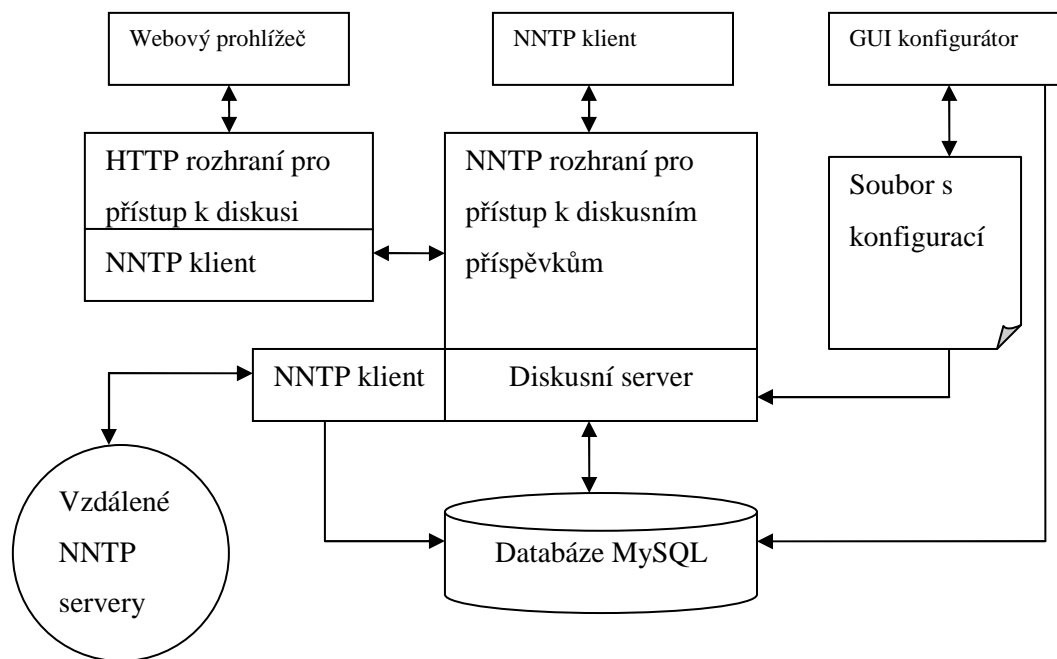 Webový prohlížeč
NNTP klient
GUI konfigurátor
HTTP rozhraní pro
přístup k diskusi
NNTP klient
NNTP rozhraní pro
přístup k diskusním
příspěvkům
Soubor s
konfigurací
NNTP klient
Diskusní server
Vzdálené
NNTP
servery
Databáze MySQL